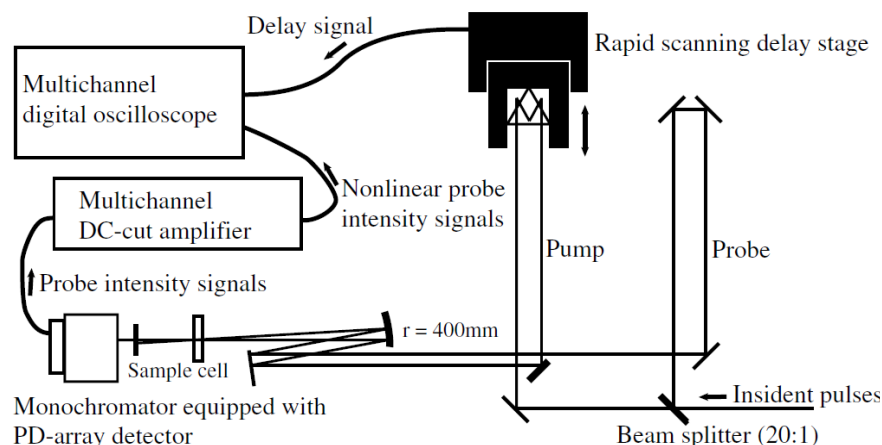 Delay signal
Rapid scanning delay stage
Multichannel
digital oscilloscope
Multichannel
DC-cut amplifier
Nonlinear probe
intensity signals
Pump
Probe
Probe intensity signals
r = 400mm
Sample cell
Insident pulses
Monochromator equipped with
PD-array detector
Beam splitter (20:1)